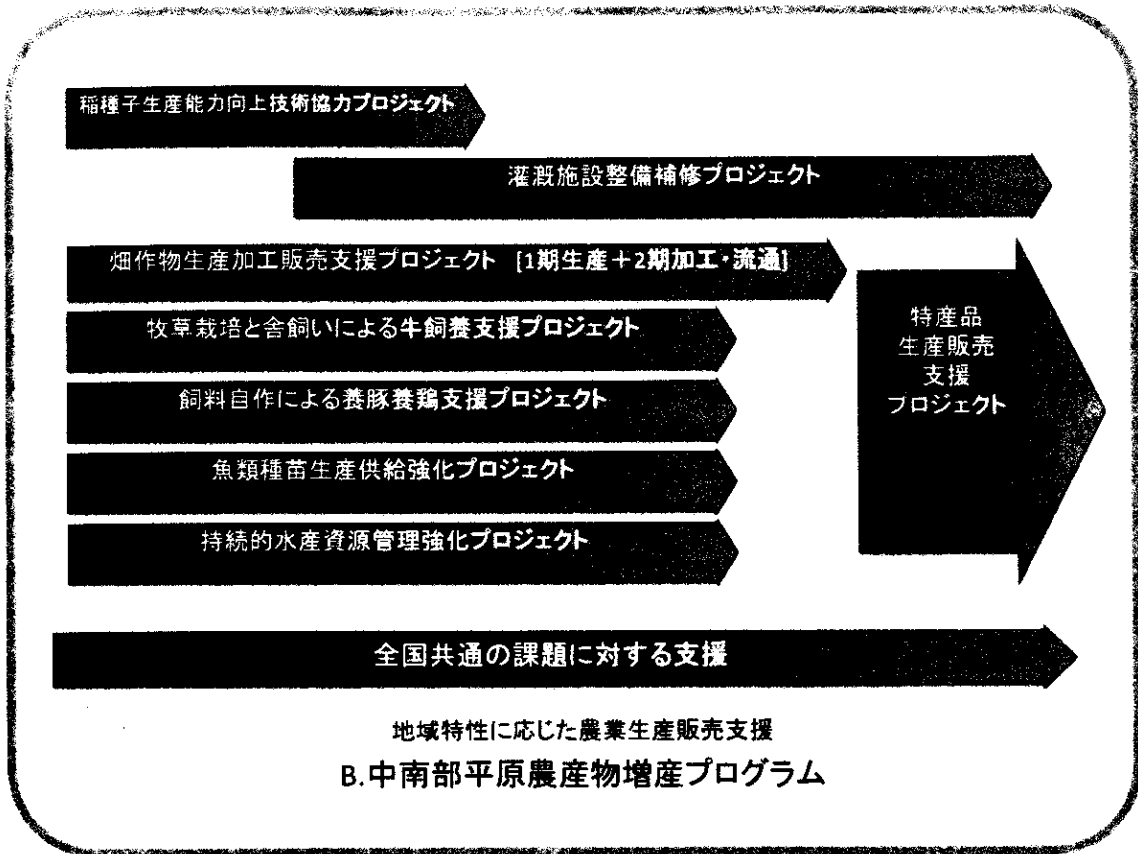 稲種子生産能力向上技術協力プロジェクト
灌漑施設整備補修プロジェクト
畑作物生産加工販売支援プロジェクト [1期生産＋2期加工・流通]
牧草栽培と舎飼いによる牛飼養支援プロジェクト
飼料自作による養豚養鶏支援プロジェクト
魚類種苗生産供給強化プロジェクト
持続的水産資源管理強化プロジェクト
特産品
生産販売
支援
プロジェクト
全国共通の課題に対する支援
地域特性に応じた農業生産販売支援
B.中南部平原農産物増産プログラム